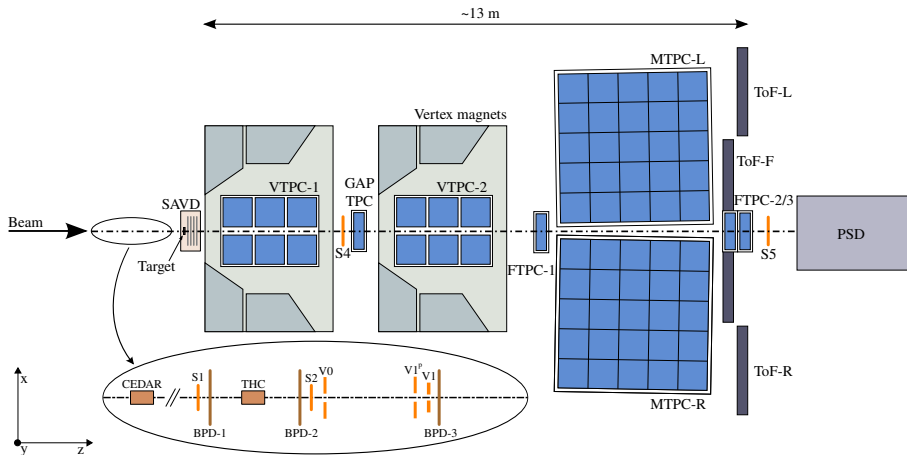 ~13 m
MTPC-L
ToF-L
Vertex magnets
ToF-F
GAP
TPC
VTPC-1
VTPC-2
SAVD
FTPC-2/3
Beam
PSD
S4
S5
Target
FTPC-1
x
y
z
CEDAR
S1
THC
S2
V0
V1ᵖ
V1
BPD-1
BPD-2
BPD-3
ToF-R
MTPC-R